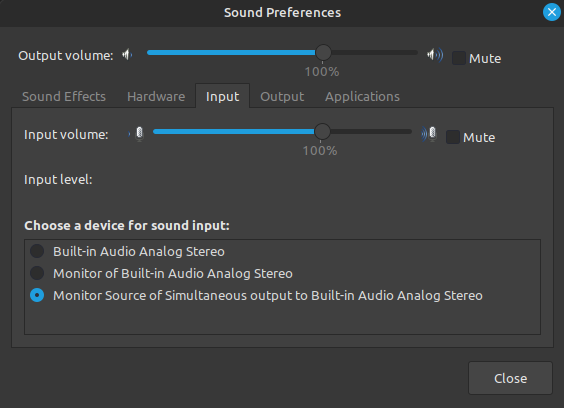 Sound Preferences
Output volume:
Mute
100%
Sound Effects Hardware Input Output Applications
Input volume:
Mute
100%
Input level:
Choose a device for sound input:
Built-in Audio Analog Stereo
Monitor of Built-in Audio Analog Stereo
Monitor Source of Simultaneous output to Built-in Audio Analog Stereo
Close